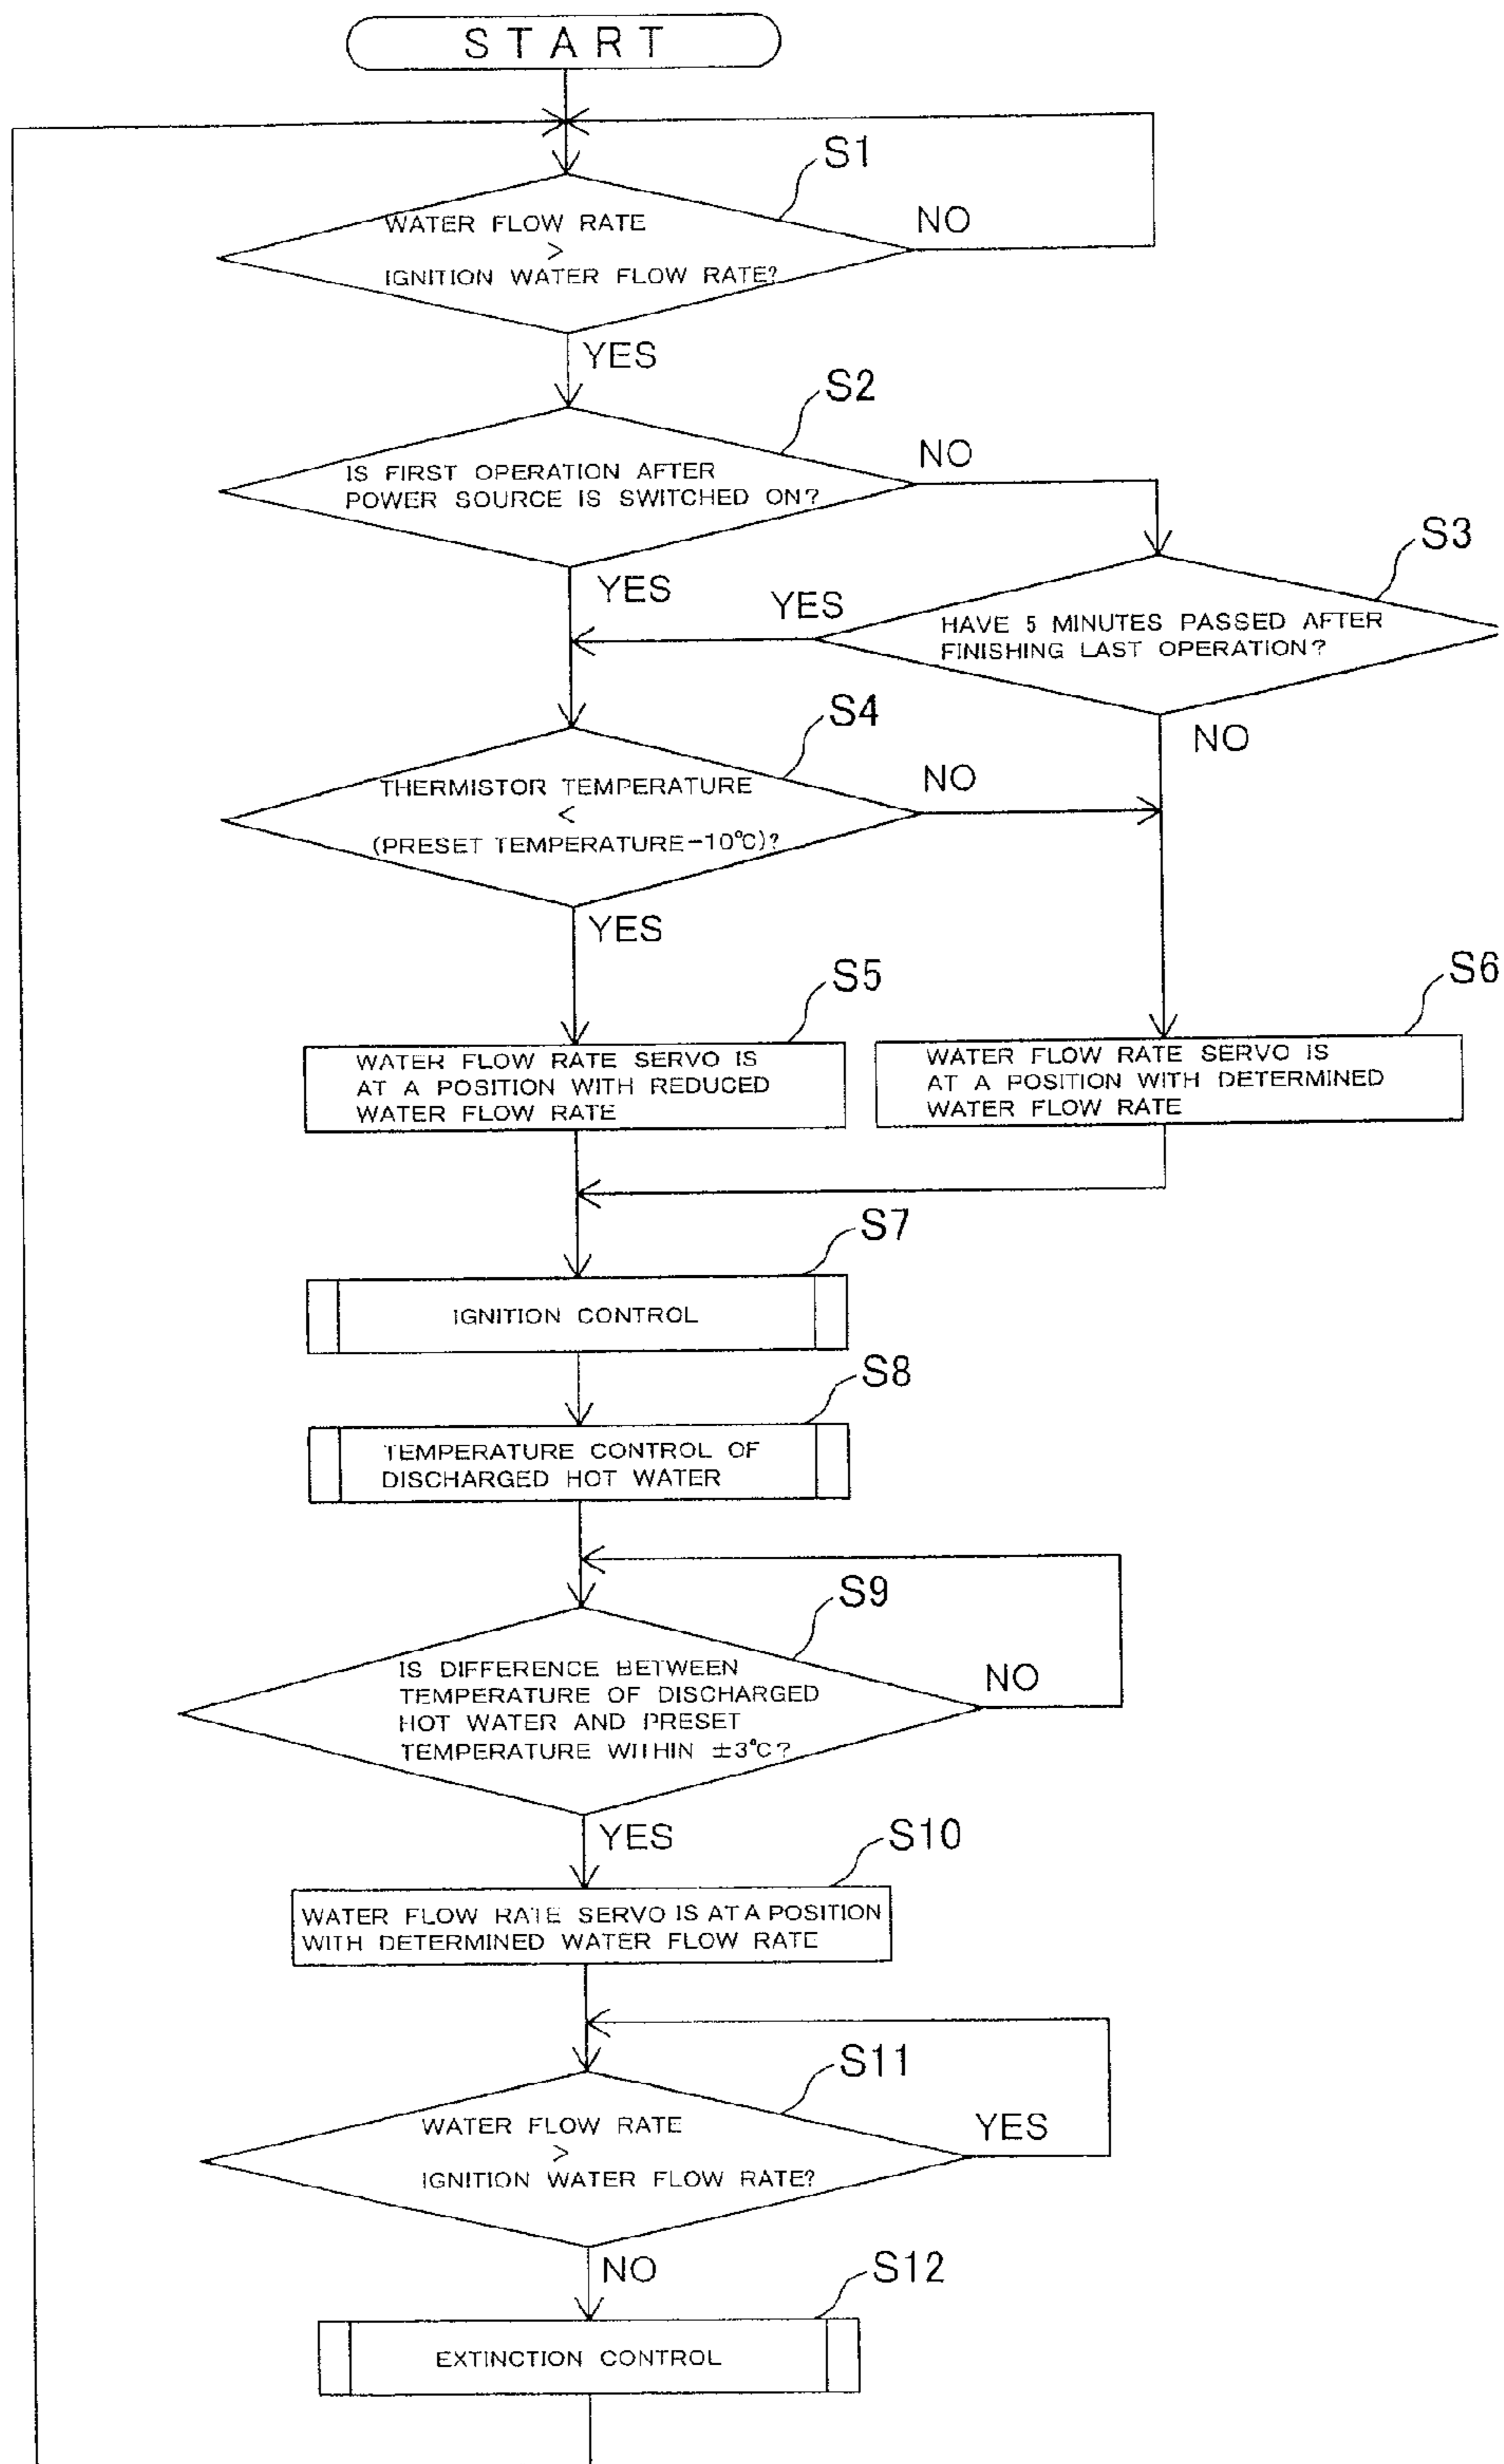 START
S1
WATER FLOW RATE
>
IGNITION WATER FLOW RATE?
NO
YES
S2
IS FIRST OPERATION AFTER
POWER SOURCE IS SWITCHED ON?
NO
YES
S3
HAVE 5 MINUTES PASSED AFTER
FINISHING LAST OPERATION?
YES
NO
S4
THERMISTOR TEMPERATURE
<
(PRESET TEMPERATURE-10°C)?
NO
YES
S5
WATER FLOW RATE SERVO IS
AT A POSITION WITH REDUCED
WATER FLOW RATE
S6
WATER FLOW RATE SERVO IS
AT A POSITION WITH DETERMINED
WATER FLOW RATE
S7
IGNITION CONTROL
S8
TEMPERATURE CONTROL OF
DISCHARGED HOT WATER
S9
IS DIFFERENCE BETWEEN
TEMPERATURE OF DISCHARGED
HOT WATER AND PRESET
TEMPERATURE WITHIN ±3°C?
NO
YES
S10
WATER FLOW RATE SERVO IS AT A POSITION
WITH DETERMINED WATER FLOW RATE
S11
WATER FLOW RATE
>
IGNITION WATER FLOW RATE?
YES
NO
S12
EXTINCTION CONTROL